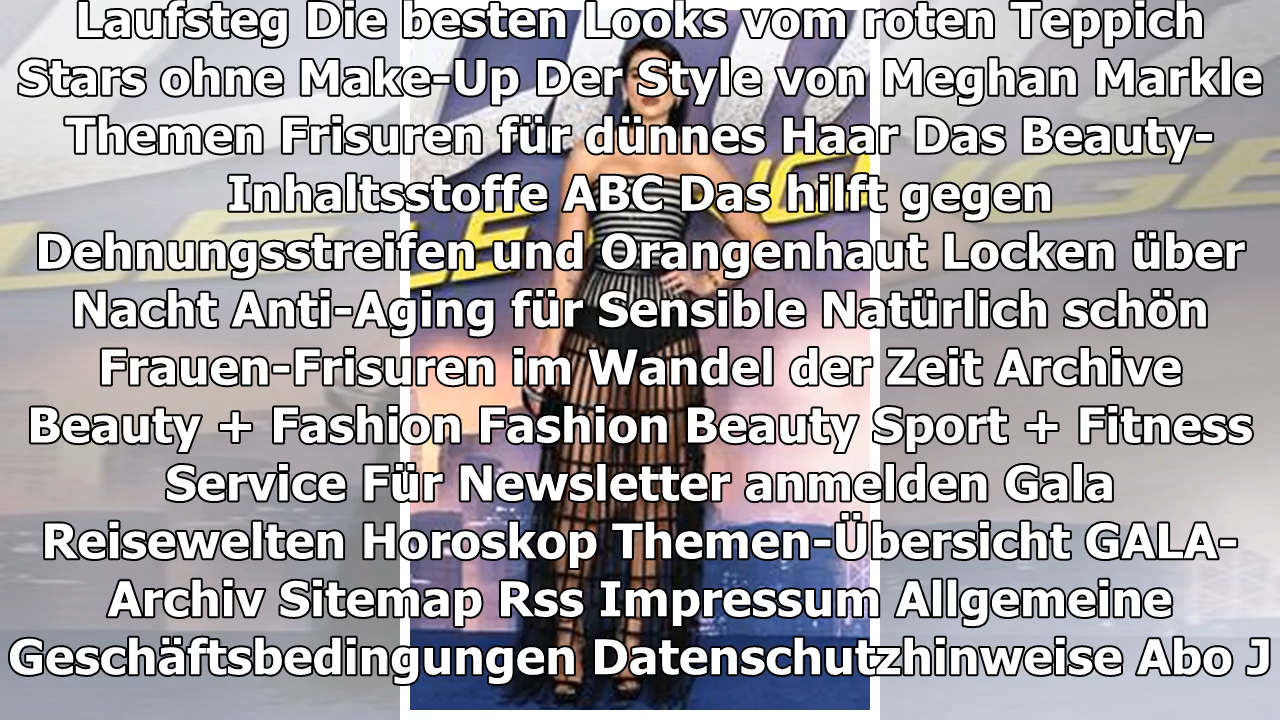 Laufsteg Die besten Looks vom roten Teppich
Stars ohne Make-Up Der Style von Meghan Markle
Themen Frisuren für dünnes Haar Das Beauty-
Inhaltsstoffe ABC Das hilft gegen
Dehnungsstreifen und Orangenhaut Locken über
Nacht Anti-Aging für Sensible Natürlich schön
Frauen-Frisuren im Wandel der Zeit Archive
Beauty + Fashion Fashion Beauty Sport + Fitness
Service Für Newsletter anmelden Gala
Reisewelten Horoskop Themen-Übersicht GALA-
Archiv Sitemap Rss Impressum Allgemeine
Geschäftsbedingungen Datenschutzhinweise Abo J